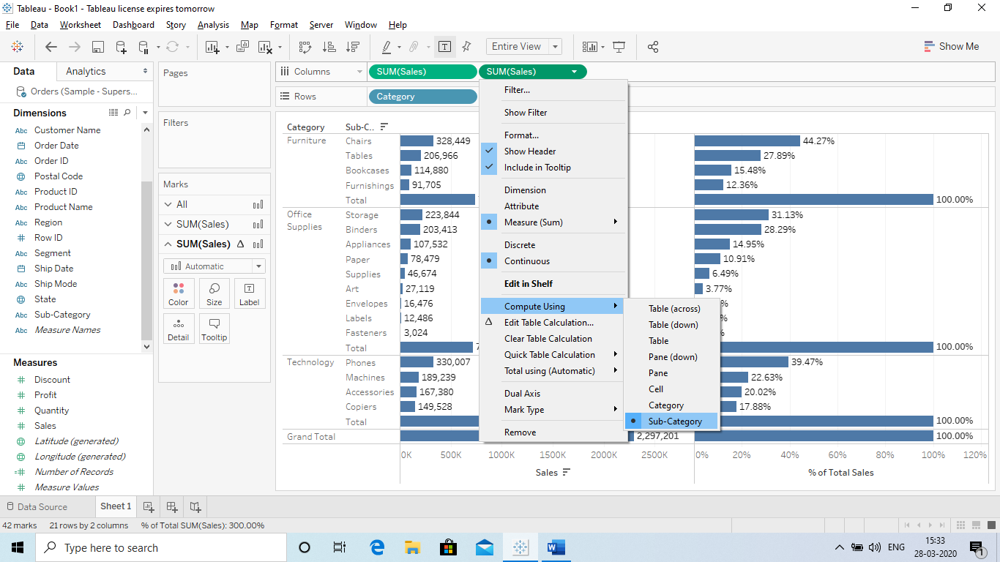 Tableau - Book1 - Tableau license expires tomorrow
File Data Worksheet Dashboard Story Analysis Map Format Server Window Help
Entire View
Show Me
Data Analytics
Orders (Sample - Supers...
Dimensions
Abc Customer Name
Order Date
Abc Order ID
Postal Code
Abc Product ID
Abc Product Name
Abc Region
# Row ID
Abc Segment
Ship Date
Abc Ship Mode
Abc State
Abc Sub-Category
Abc Measure Names
Measures
# Discount
# Profit
# Quantity
# Sales
Latitude (generated)
Longitude (generated)
=# Number of Records
# Measure Values
Pages
Filters
Marks
All
SUM(Sales)
SUM(Sales) Δ
Automatic
Color Size Label
Detail Tooltip
Columns SUM(Sales) SUM(Sales)
Rows Category
Category Sub-C..
Furniture Chairs 328,449 44.27%
Tables 206,966 27.89%
Bookcases 114,880 15.48%
Furnishings 91,705 12.36%
Total 100.00%
Office Supplies
Storage 223,844 31.13%
Binders 203,413 28.29%
Appliances 107,532 14.95%
Paper 78,479 10.91%
Supplies 46,674 6.49%
Art 27,119 3.77%
Envelopes 16,476 %
Labels 12,486 %
Fasteners 3,024 %
Total 7 100.00%
Technology Phones 330,007 39.47%
Machines 189,239 22.63%
Accessories 167,380 20.02%
Copiers 149,528 17.88%
Total 100.00%
Grand Total 2,297,201 100.00%
0K 500K 1000K 1500K 2000K 2500K 0% 20% 40% 60% 80% 100% 120%
Sales % of Total Sales
Filter...
Show Filter
Format...
Show Header
Include in Tooltip
Dimension
Attribute
Measure (Sum)
Discrete
Continuous
Edit in Shelf
Compute Using
Δ Edit Table Calculation...
Clear Table Calculation
Quick Table Calculation
Total using (Automatic)
Dual Axis
Mark Type
Remove
Table (across)
Table (down)
Table
Pane (down)
Pane
Cell
Category
Sub-Category
Data Source Sheet 1
42 marks 21 rows by 2 columns % of Total SUM(Sales): 300.00%
Type here to search
ENG
15:33
28-03-2020
1